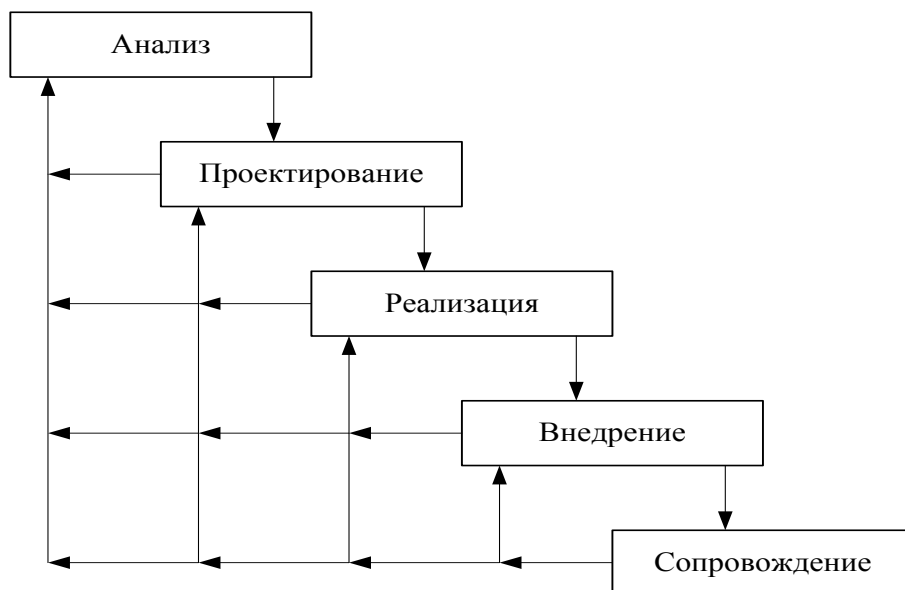 Анализ
Проектирование
Реализация
Внедрение
Сопровождение